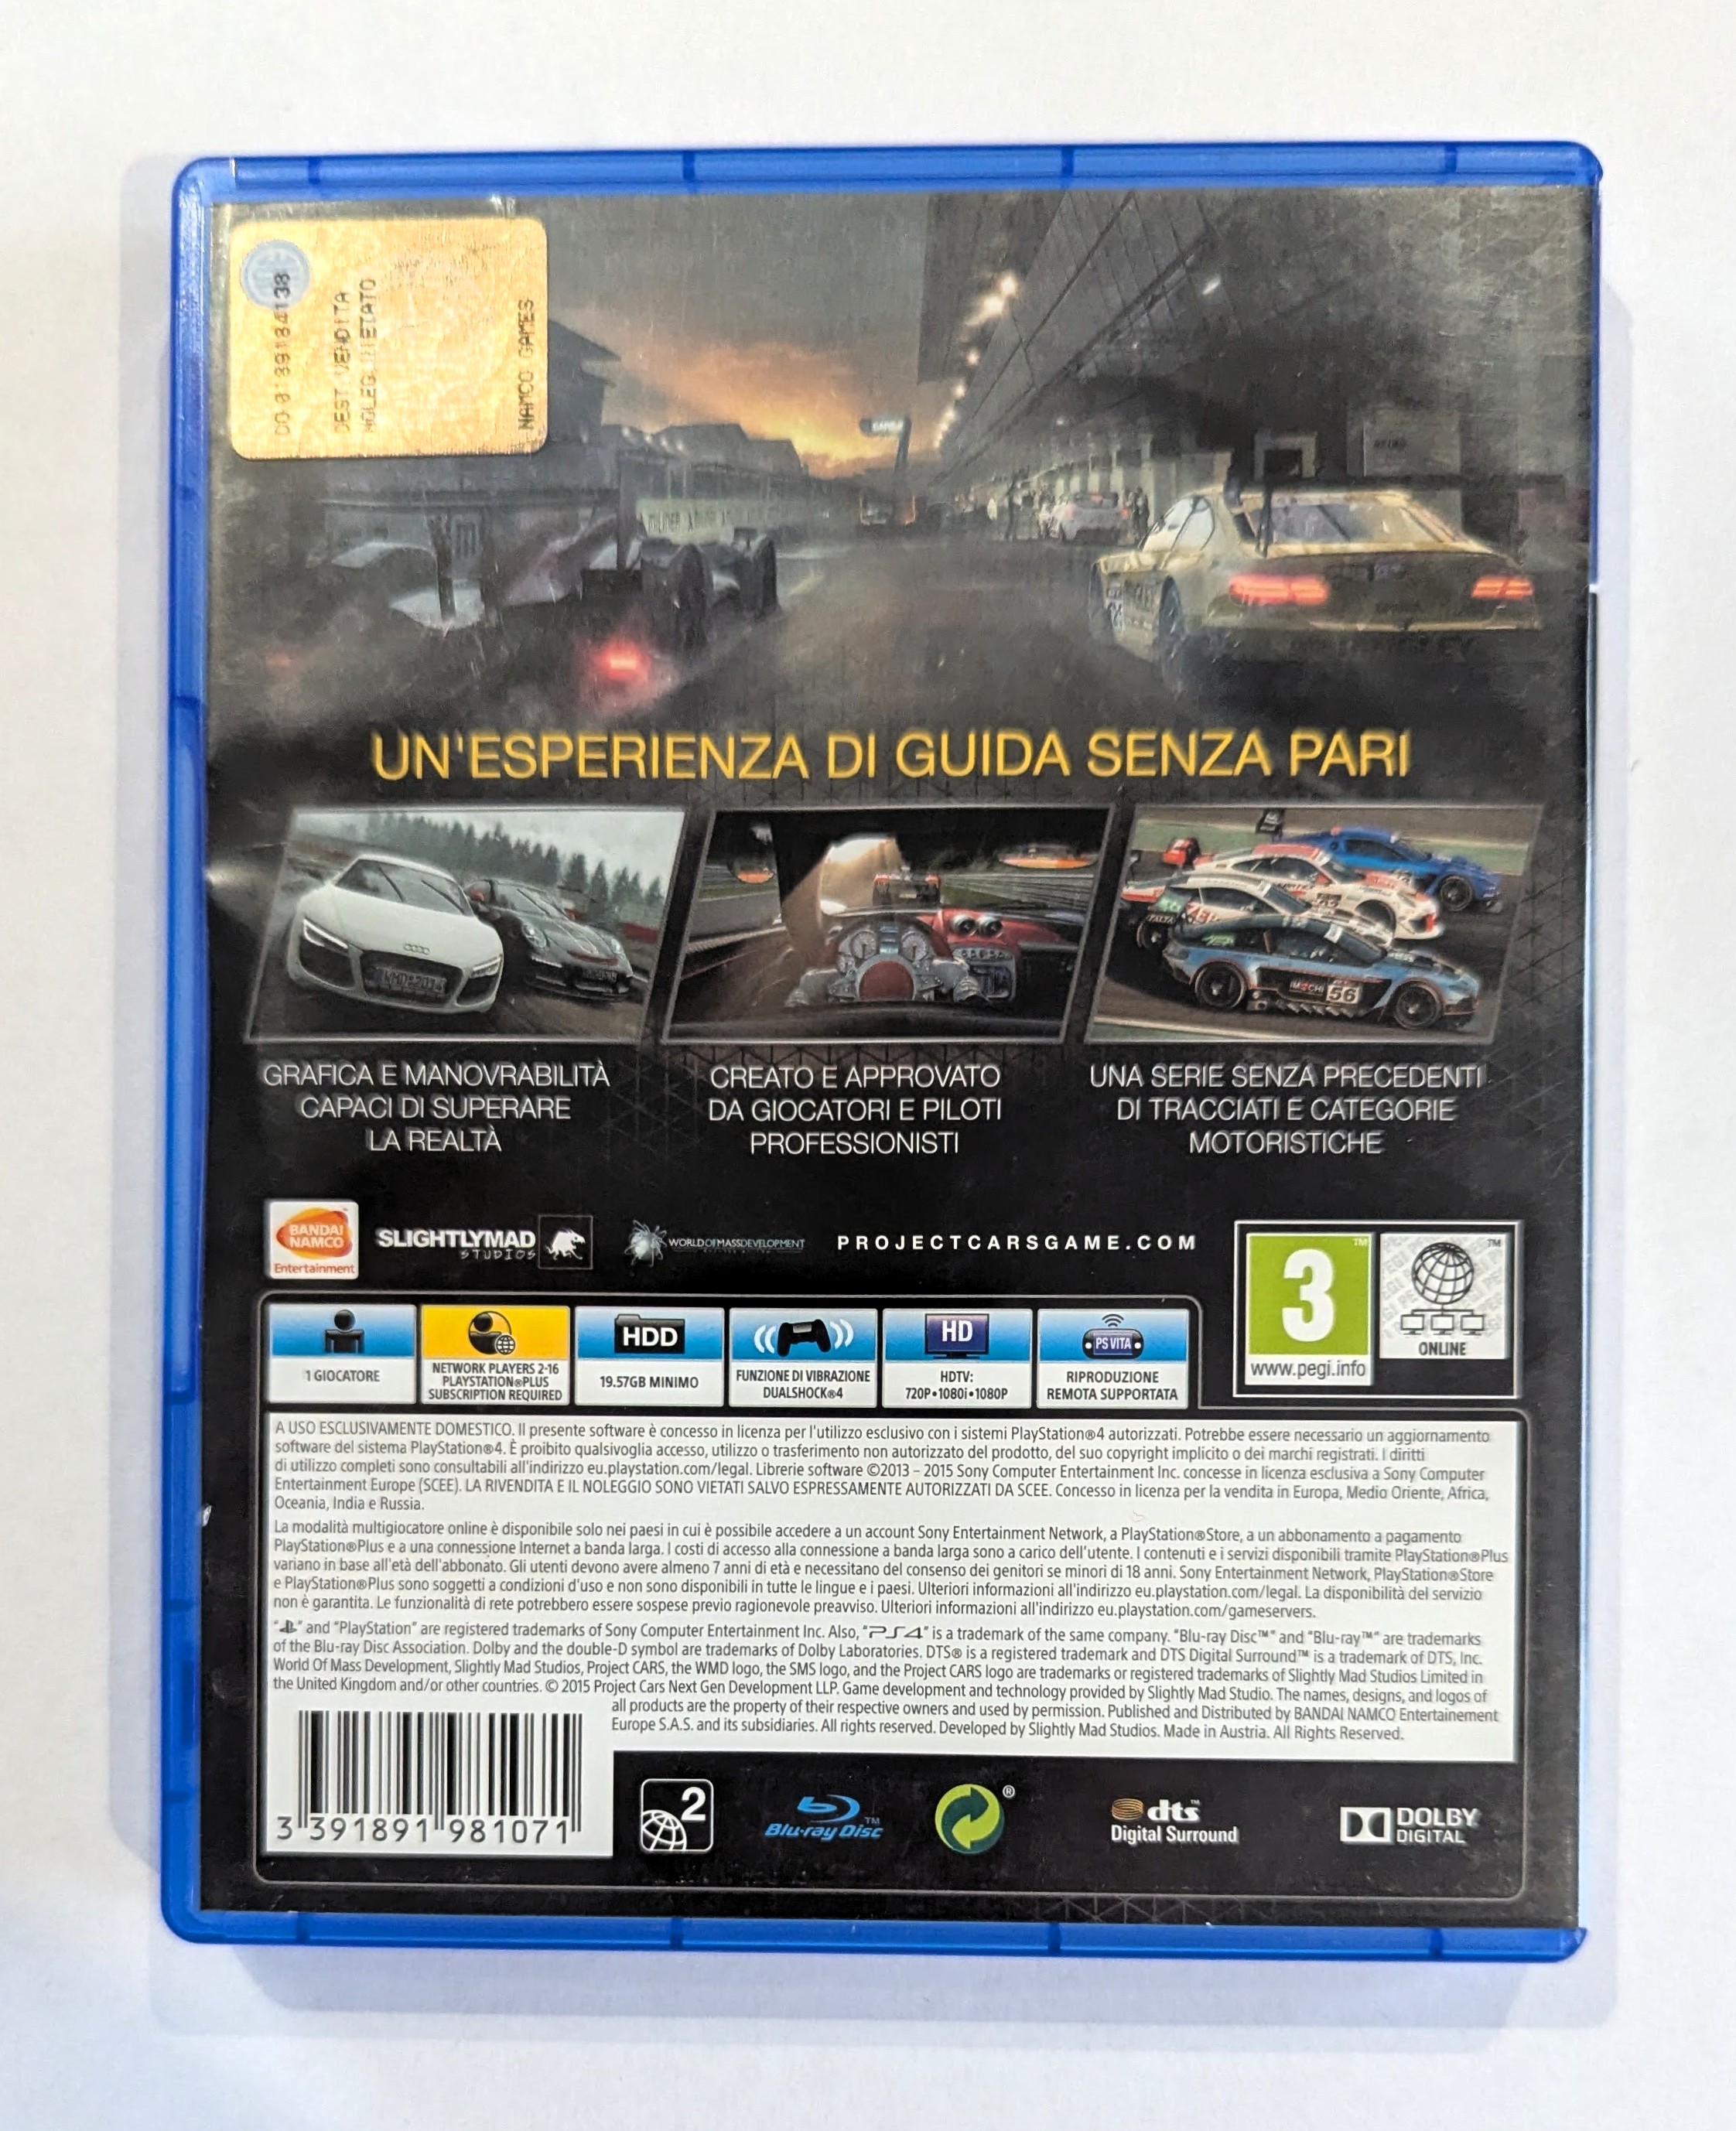 DEST VENDITA
NOLEG.VIETATO
NAMCO GAMES
UN'ESPERIENZA DI GUIDA SENZA PARI
56
GRAFICA E MANOVRABILITÀ
CAPACI DI SUPERARE
LA REALTÀ
CREATO E APPROVATO
DA GIOCATORI E PILOTI
PROFESSIONISTI
UNA SERIE SENZA PRECEDENTI
DI TRACCIATI E CATEGORIE
MOTORISTICHE
BANDAI
NAMCO
Entertainment
SLIGHTLYMAD
STUDIOS
WORLDOFMASSDEVELOPMENT
PROJECTCARSGAME.COM
3™
www.pegi.info
™
ONLINE
1 GIOCATORE
NETWORK PLAYERS 2-16
PLAYSTATION®PLUS
SUBSCRIPTION REQUIRED
HDD
19.57GB MINIMO
FUNZIONE DI VIBRAZIONE
DUALSHOCK®4
HD
HDTV:
720P•1080i•1080P
PS VITA
RIPRODUZIONE
REMOTA SUPPORTATA
A USO ESCLUSIVAMENTE DOMESTICO. Il presente software è concesso in licenza per l'utilizzo esclusivo con i sistemi PlayStation®4 autorizzati. Potrebbe essere necessario un aggiornamento
software del sistema PlayStation®4. È proibito qualsivoglia accesso, utilizzo o trasferimento non autorizzato del prodotto, del suo copyright implicito o dei marchi registrati. I diritti
di utilizzo completi sono consultabili all'indirizzo eu.playstation.com/legal. Librerie software ©2013 – 2015 Sony Computer Entertainment Inc. concesse in licenza esclusiva a Sony Computer
Entertainment Europe (SCEE). LA RIVENDITA E IL NOLEGGIO SONO VIETATI SALVO ESPRESSAMENTE AUTORIZZATI DA SCEE. Concesso in licenza per la vendita in Europa, Medio Oriente, Africa,
Oceania, India e Russia.
La modalità multigiocatore online è disponibile solo nei paesi in cui è possibile accedere a un account Sony Entertainment Network, a PlayStation®Store, a un abbonamento a pagamento
PlayStation®Plus e a una connessione Internet a banda larga. I costi di accesso alla connessione a banda larga sono a carico dell'utente. I contenuti e i servizi disponibili tramite PlayStation®Plus
variano in base all'età dell'abbonato. Gli utenti devono avere almeno 7 anni di età e necessitano del consenso dei genitori se minori di 18 anni. Sony Entertainment Network, PlayStation®Store
e PlayStation®Plus sono soggetti a condizioni d'uso e non sono disponibili in tutte le lingue e i paesi. Ulteriori informazioni all'indirizzo eu.playstation.com/legal. La disponibilità del servizio
non è garantita. Le funzionalità di rete potrebbero essere sospese previo ragionevole preavviso. Ulteriori informazioni all'indirizzo eu.playstation.com/gameservers.
" " and "PlayStation" are registered trademarks of Sony Computer Entertainment Inc. Also, "PS4" is a trademark of the same company. "Blu-ray Disc™" and "Blu-ray™" are trademarks
of the Blu-ray Disc Association. Dolby and the double-D symbol are trademarks of Dolby Laboratories. DTS® is a registered trademark and DTS Digital Surround™ is a trademark of DTS, Inc.
World Of Mass Development, Slightly Mad Studios, Project CARS, the WMD logo, the SMS logo, and the Project CARS logo are trademarks or registered trademarks of Slightly Mad Studios Limited in
the United Kingdom and/or other countries. © 2015 Project Cars Next Gen Development LLP. Game development and technology provided by Slightly Mad Studio. The names, designs, and logos of
all products are the property of their respective owners and used by permission. Published and Distributed by BANDAI NAMCO Entertainement
Europe S.A.S. and its subsidiaries. All rights reserved. Developed by Slightly Mad Studios. Made in Austria. All Rights Reserved.
3 391891 981071
2
Blu-ray Disc™
®
dts™
Digital Surround
DOLBY
DIGITAL